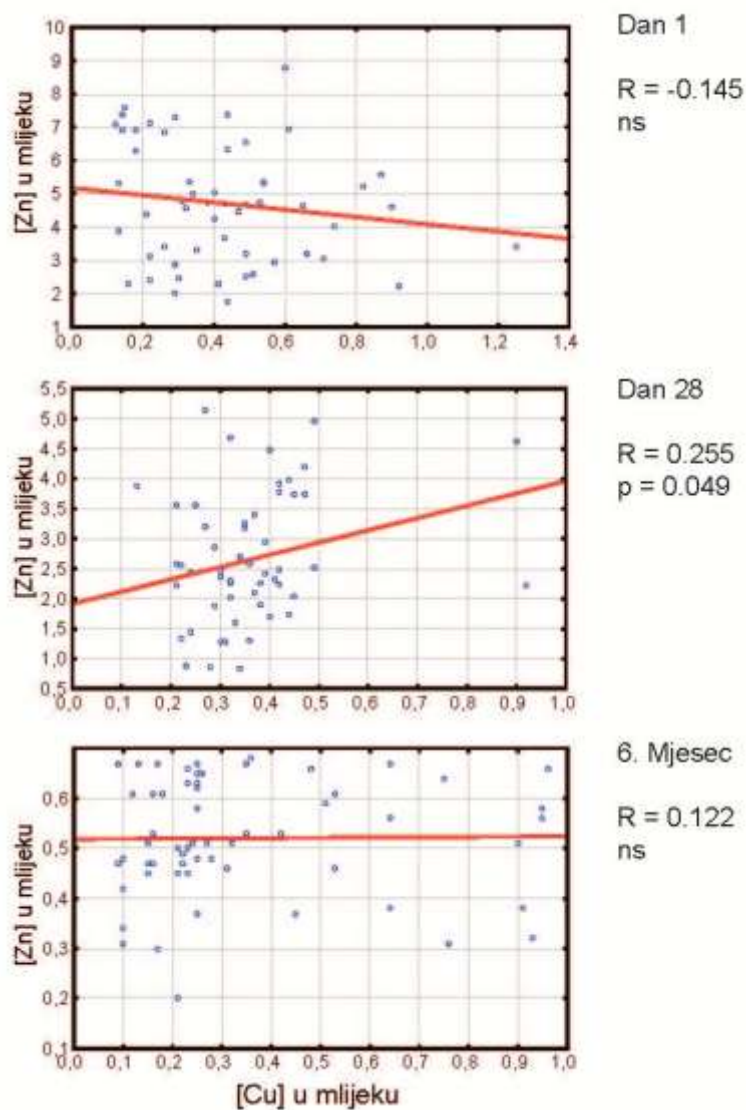 10
9
8
7
6
5
4
3
2
1
[Zn] u mlijeku
0,0 0,2 0,4 0,6 0,8 1,0 1,2 1,4
Dan 1
R = -0.145
ns
5,5
5,0
4,5
4,0
3,5
3,0
2,5
2,0
1,5
1,0
0,5
[Zn] u mlijeku
0,0 0,1 0,2 0,3 0,4 0,5 0,6 0,7 0,8 0,9 1,0
Dan 28
R = 0.255
p = 0.049
0,6
0,5
0,4
0,3
0,2
0,1
[Zn] u mlijeku
0,0 0,1 0,2 0,3 0,4 0,5 0,6 0,7 0,8 0,9 1,0
[Cu] u mlijeku
6. Mjesec
R = 0.122
ns